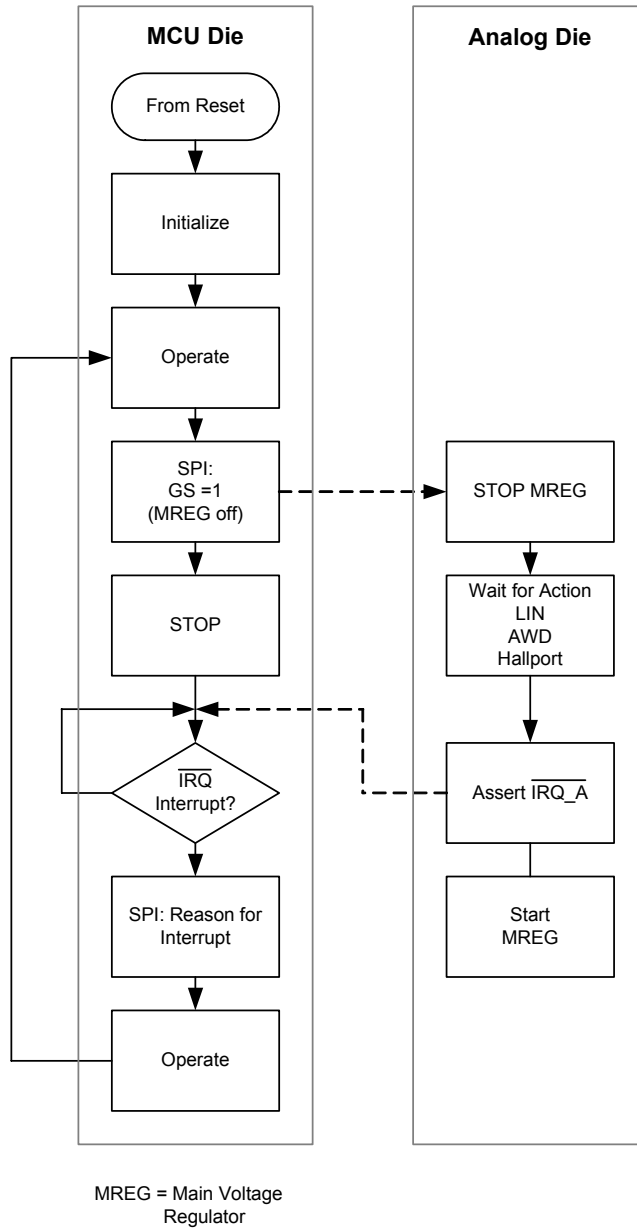 MCU Die
From Reset
Initialize
Operate
SPI:
GS =1
(MREG off)
STOP
IRQ
Interrupt?
SPI: Reason for
Interrupt
Operate
Analog Die
STOP MREG
Wait for Action
LIN
AWD
Hallport
Assert IRQ_A
Start
MREG
MREG = Main Voltage
Regulator